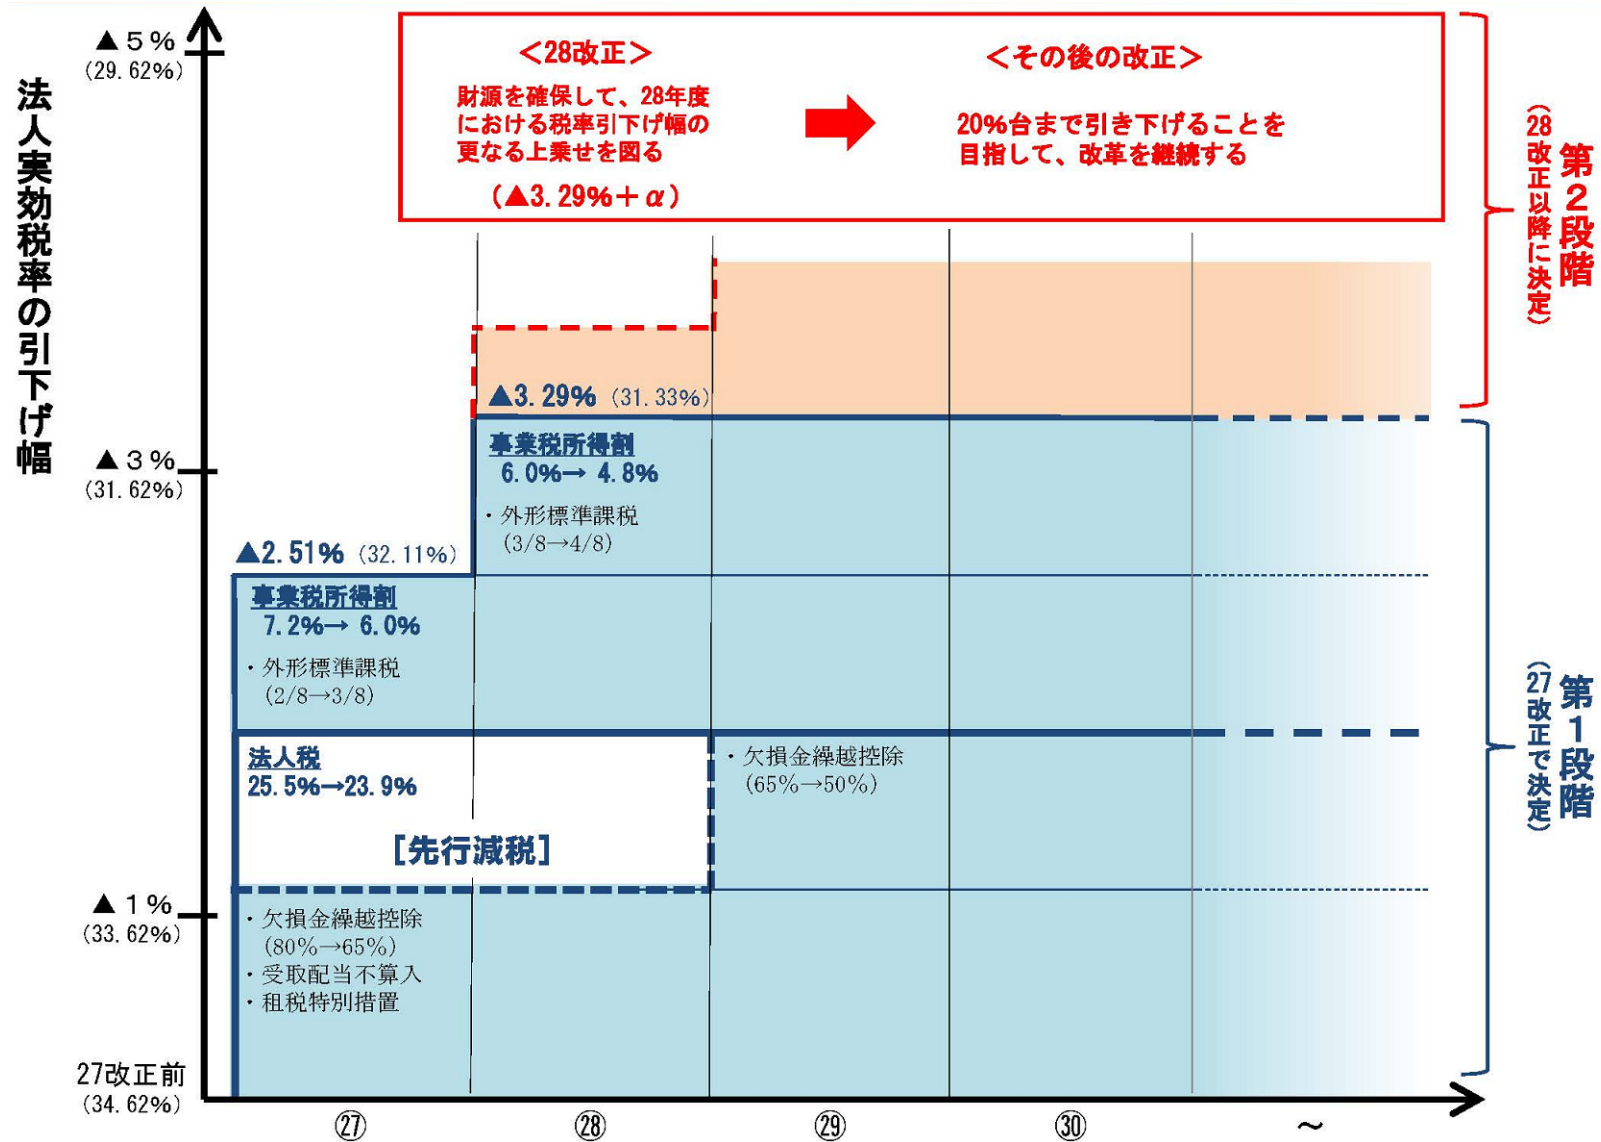 法人実効税率の引下げ幅
▲5%
(29.62%)
▲3%
(31.62%)
▲1%
(33.62%)
27改正前
(34.62%)
<28改正>
財源を確保して、28年度
における税率引下げ幅の
更なる上乗せを図る
(▲3.29%+α)
<その後の改正>
20%台まで引き下げることを
目指して、改革を継続する
第2段階
(28改正以降に決定)
▲3.29% (31.33%)
事業税所得割
6.0%→ 4.8%
・外形標準課税
(3/8→4/8)
▲2.51% (32.11%)
事業税所得割
7.2%→ 6.0%
・外形標準課税
(2/8→3/8)
法人税
25.5%→23.9%
[先行減税]
・欠損金繰越控除
(65%→50%)
・欠損金繰越控除
(80%→65%)
・受取配当不算入
・租税特別措置
第1段階
(27改正で決定)
㉗
㉘
㉙
㉚
~